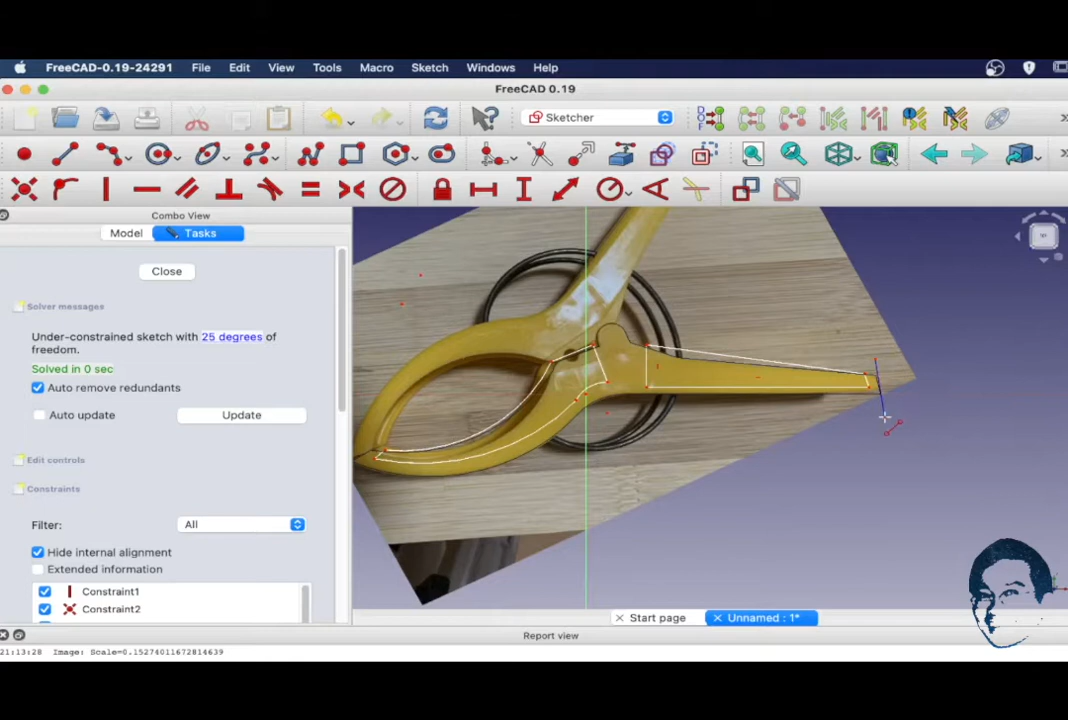 FreeCAD-0.19-24291 File Edit View Tools Macro Sketch Windows Help
FreeCAD 0.19
Sketcher
Combo View
Model Tasks
Close
Solver messages
Under-constrained sketch with 25 degrees of
freedom.
Solved in 0 sec
Auto remove redundants
Auto update Update
Edit controls
Constraints
Filter: All
Hide internal alignment
Extended information
Constraint1
Constraint2
Start page Unnamed : 1*
Report view
21:13:28 Image: Scale=0.15274011672814639